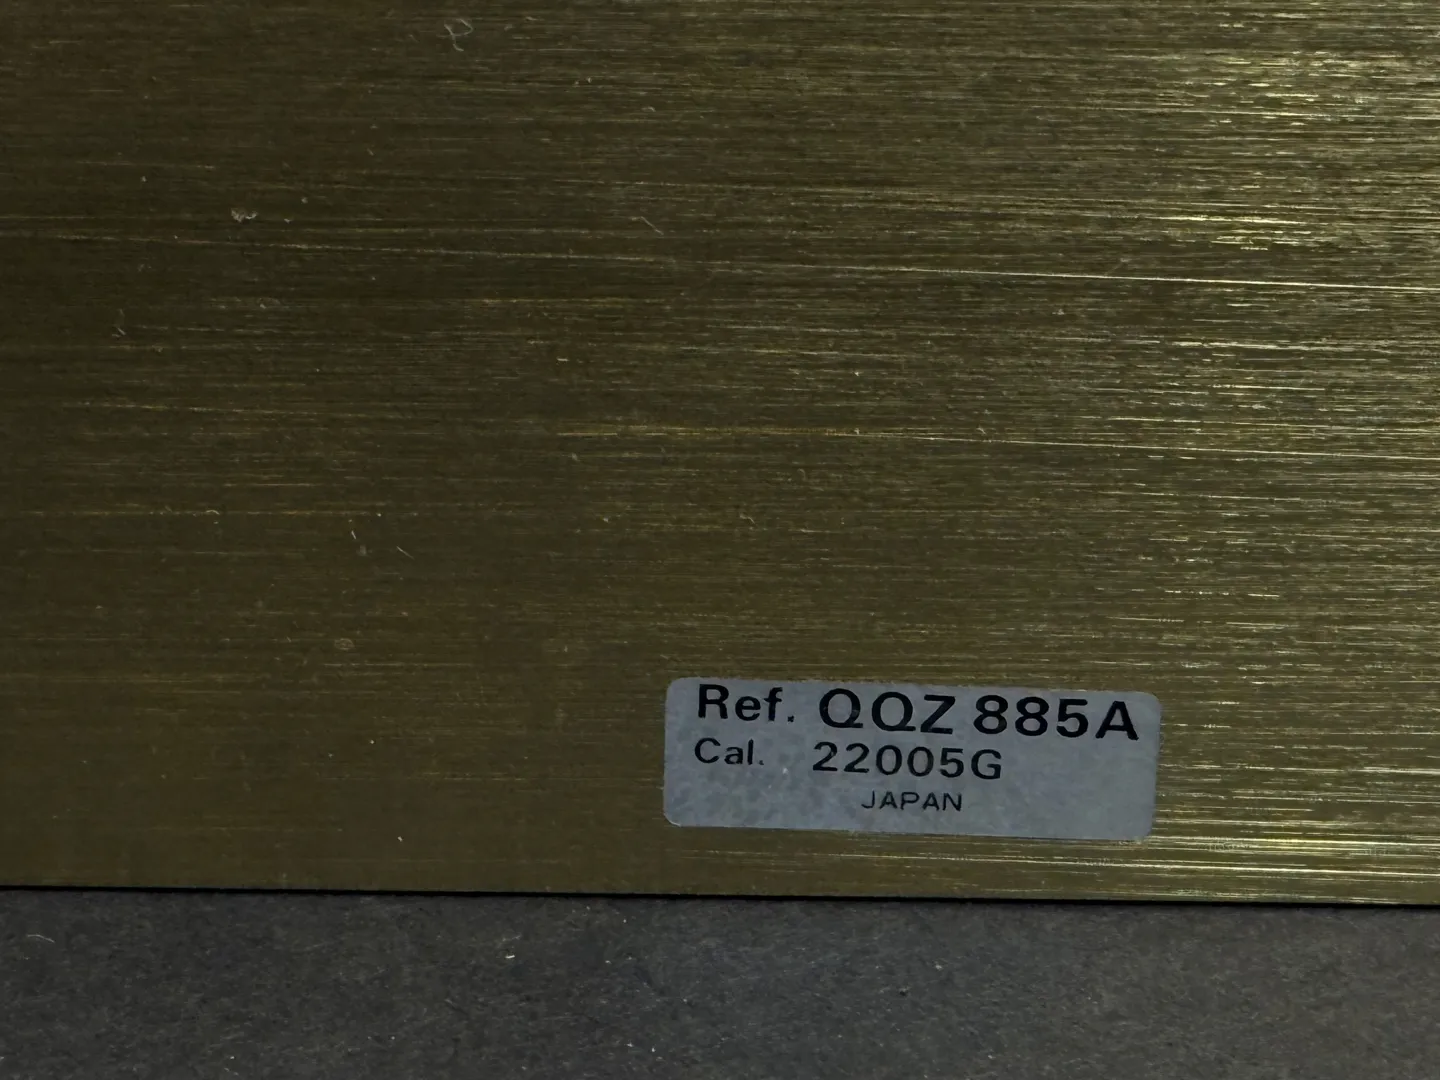 Ref. QQZ 885A
Cal. 22005G
JAPAN